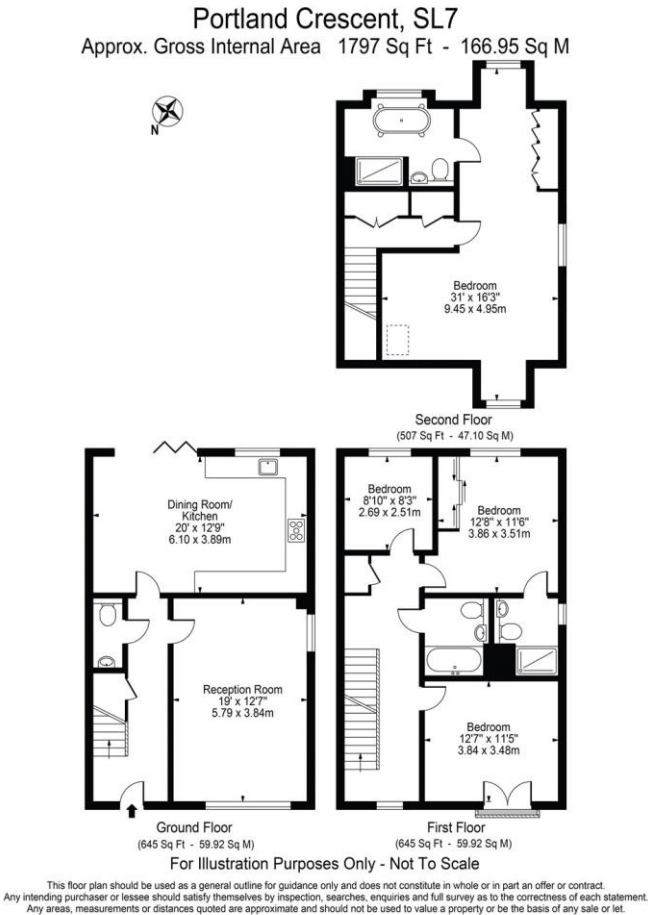 Portland Crescent, SL7
Approx. Gross Internal Area 1797 Sq Ft - 166.95 Sq M
N
Bedroom
31' x 16'3"
9.45 x 4.95m
Second Floor
(507 Sq Ft - 47.10 Sq M)
Dining Room/
Kitchen
20' x 12'9"
6.10 x 3.89m
Reception Room
19' x 12'7"
5.79 x 3.84m
Ground Floor
(645 Sq Ft - 59.92 Sq M)
Bedroom
8'10" x 8'3"
2.69 x 2.51m
Bedroom
12'8" x 11'6"
3.86 x 3.51m
Bedroom
12'7" x 11'5"
3.84 x 3.48m
First Floor
(645 Sq Ft - 59.92 Sq M)
For Illustration Purposes Only - Not To Scale
This floor plan should be used as a general outline for guidance only and does not constitute in whole or in part an offer or contract.
Any intending purchaser or lessee should satisfy themselves by inspection, searches, enquiries and full survey as to the correctness of each statement.
Any areas, measurements or distances quoted are approximate and should not be used to value a property or be the basis of any sale or let.